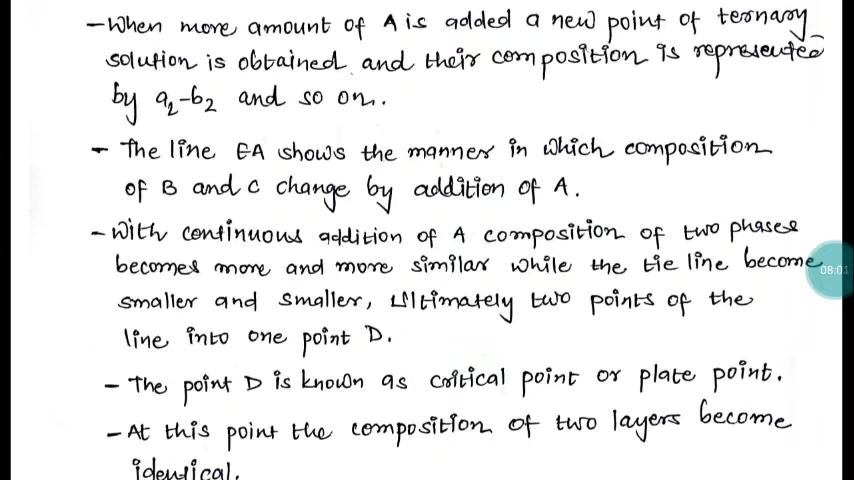 - When more amount of A is added a new point of ternary
solution is obtained and their composition is represented
by a₂-b₂ and so on.
- The line EA shows the manner in which composition
of B and C change by addition of A.
- With continuous addition of A composition of two phases
becomes more and more similar while the tie line become
smaller and smaller, Ultimately two points of the
line into one point D.
- The point D is known as critical point or plate point.
- At this point the composition of two layers become
identical.
08:01